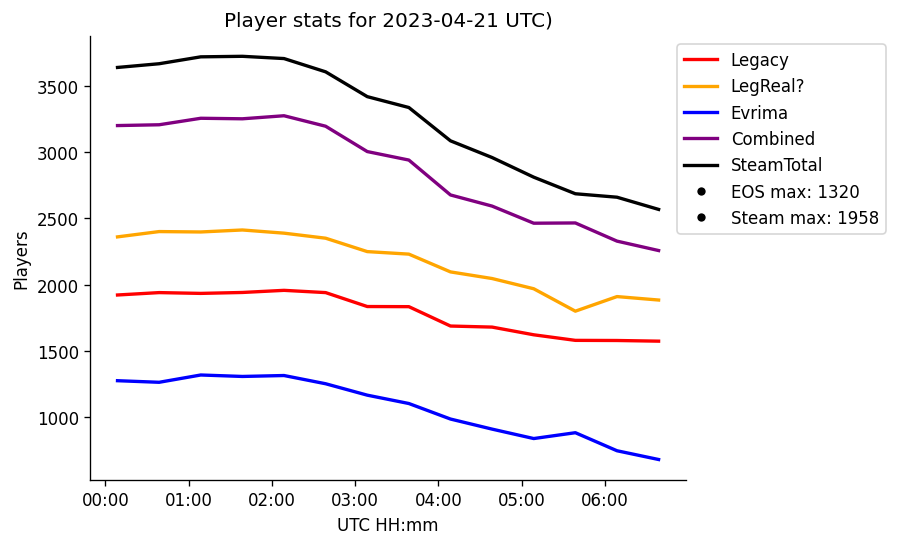 Player stats for 2023-04-21 UTC)
Legacy
LegReal?
Evrima
Combined
SteamTotal
EOS max: 1320
Steam max: 1958
Players
3500
3000
2500
2000
1500
1000
00:00 01:00 02:00 03:00 04:00 05:00 06:00
UTC HH:mm